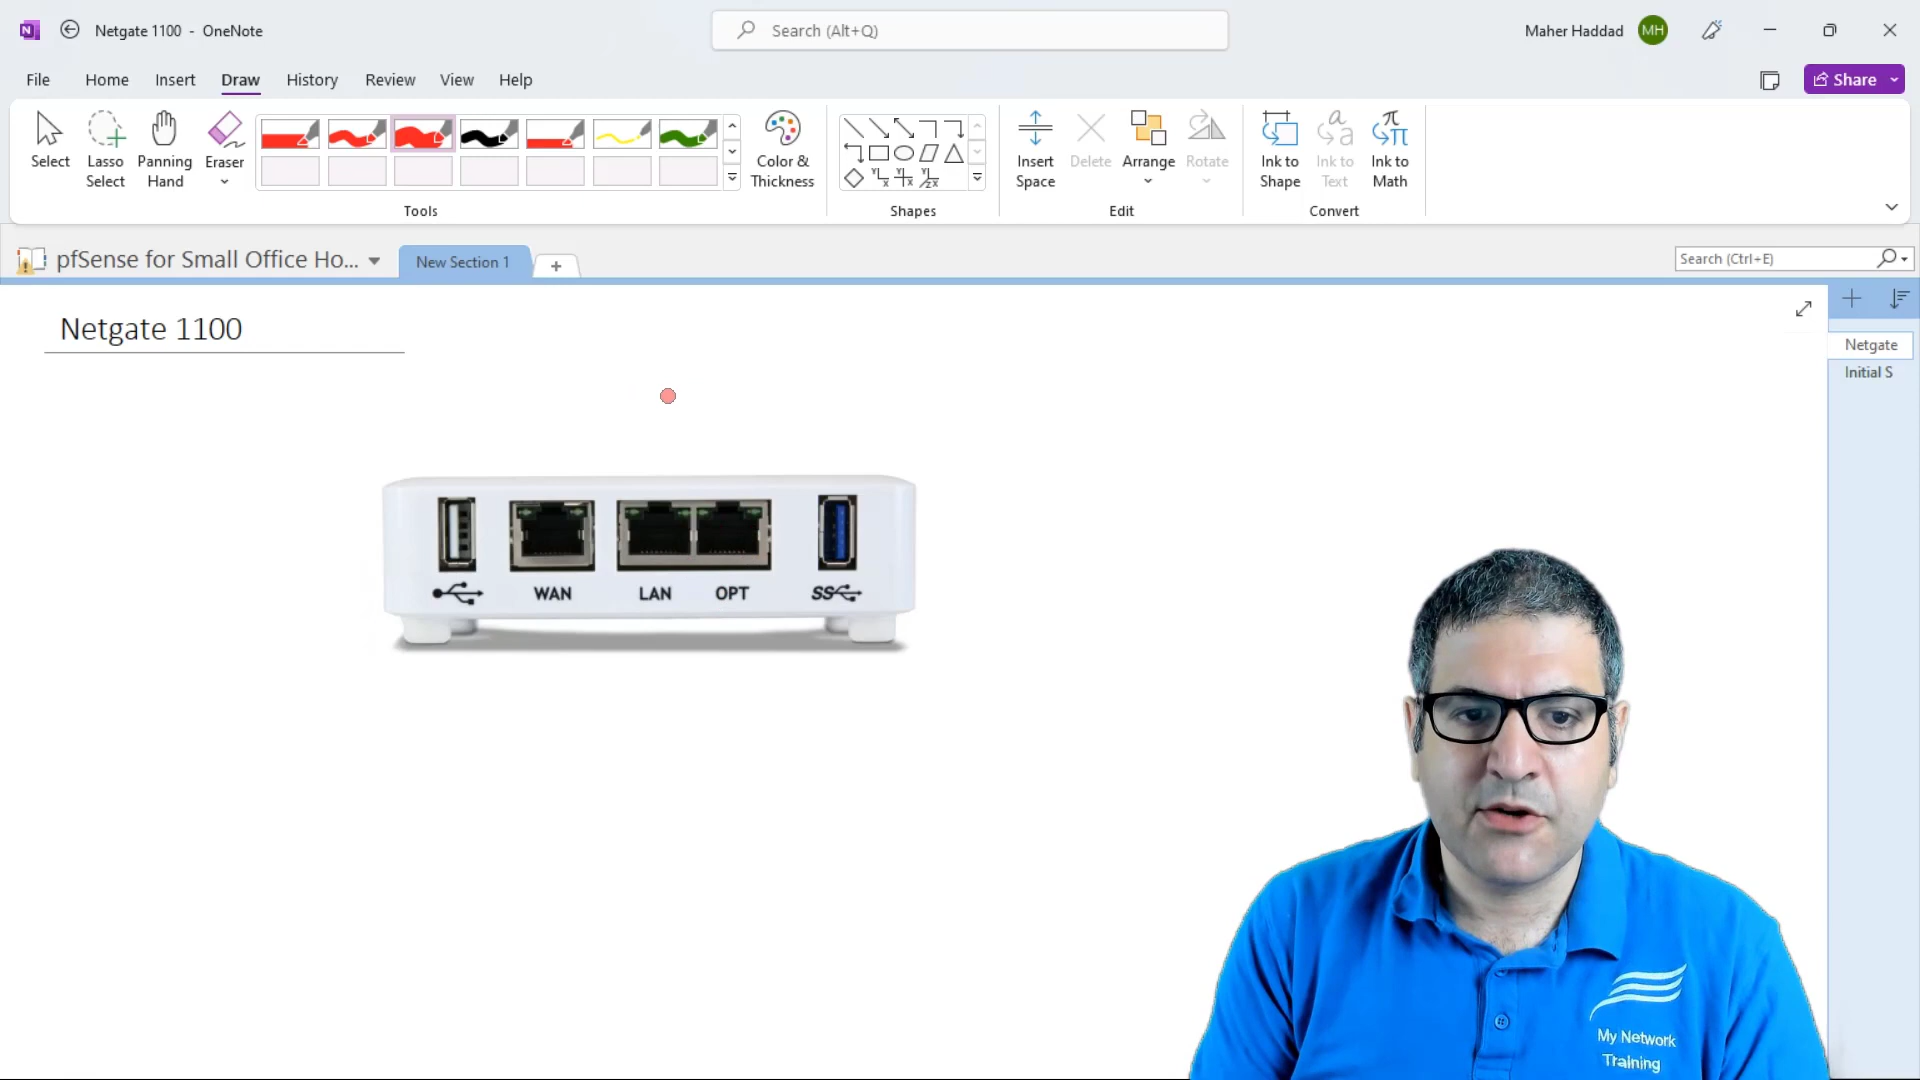 Netgate 1100 - OneNote
Search (Alt+Q)
Maher Haddad
MH
File Home Insert Draw History Review View Help
Share
Select
Lasso Select
Panning Hand
Eraser
Color & Thickness
Insert Space
Delete
Arrange
Rotate
Ink to Shape
Ink to Text
Ink to Math
Tools
Shapes
Edit
Convert
pfSense for Small Office Ho...
New Section 1
Search (Ctrl+E)
Netgate 1100
Netgate
Initial S
WAN LAN OPT SS
My Network
Training